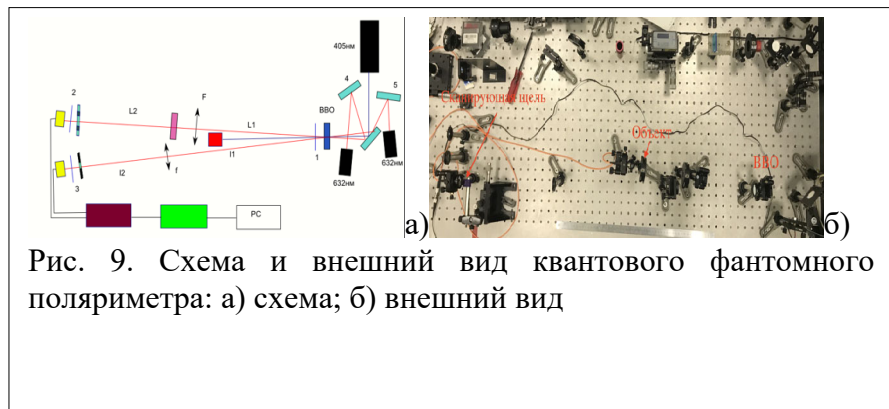 405нм
4
5
2
F
L2
L1
BBO
l2
l1
1
3
f
632нм
632нм
PC
Сканирующая щель
Объект
BBO
а)
б)
Рис. 9. Схема и внешний вид квантового фантомного
поляриметра: а) схема; б) внешний вид